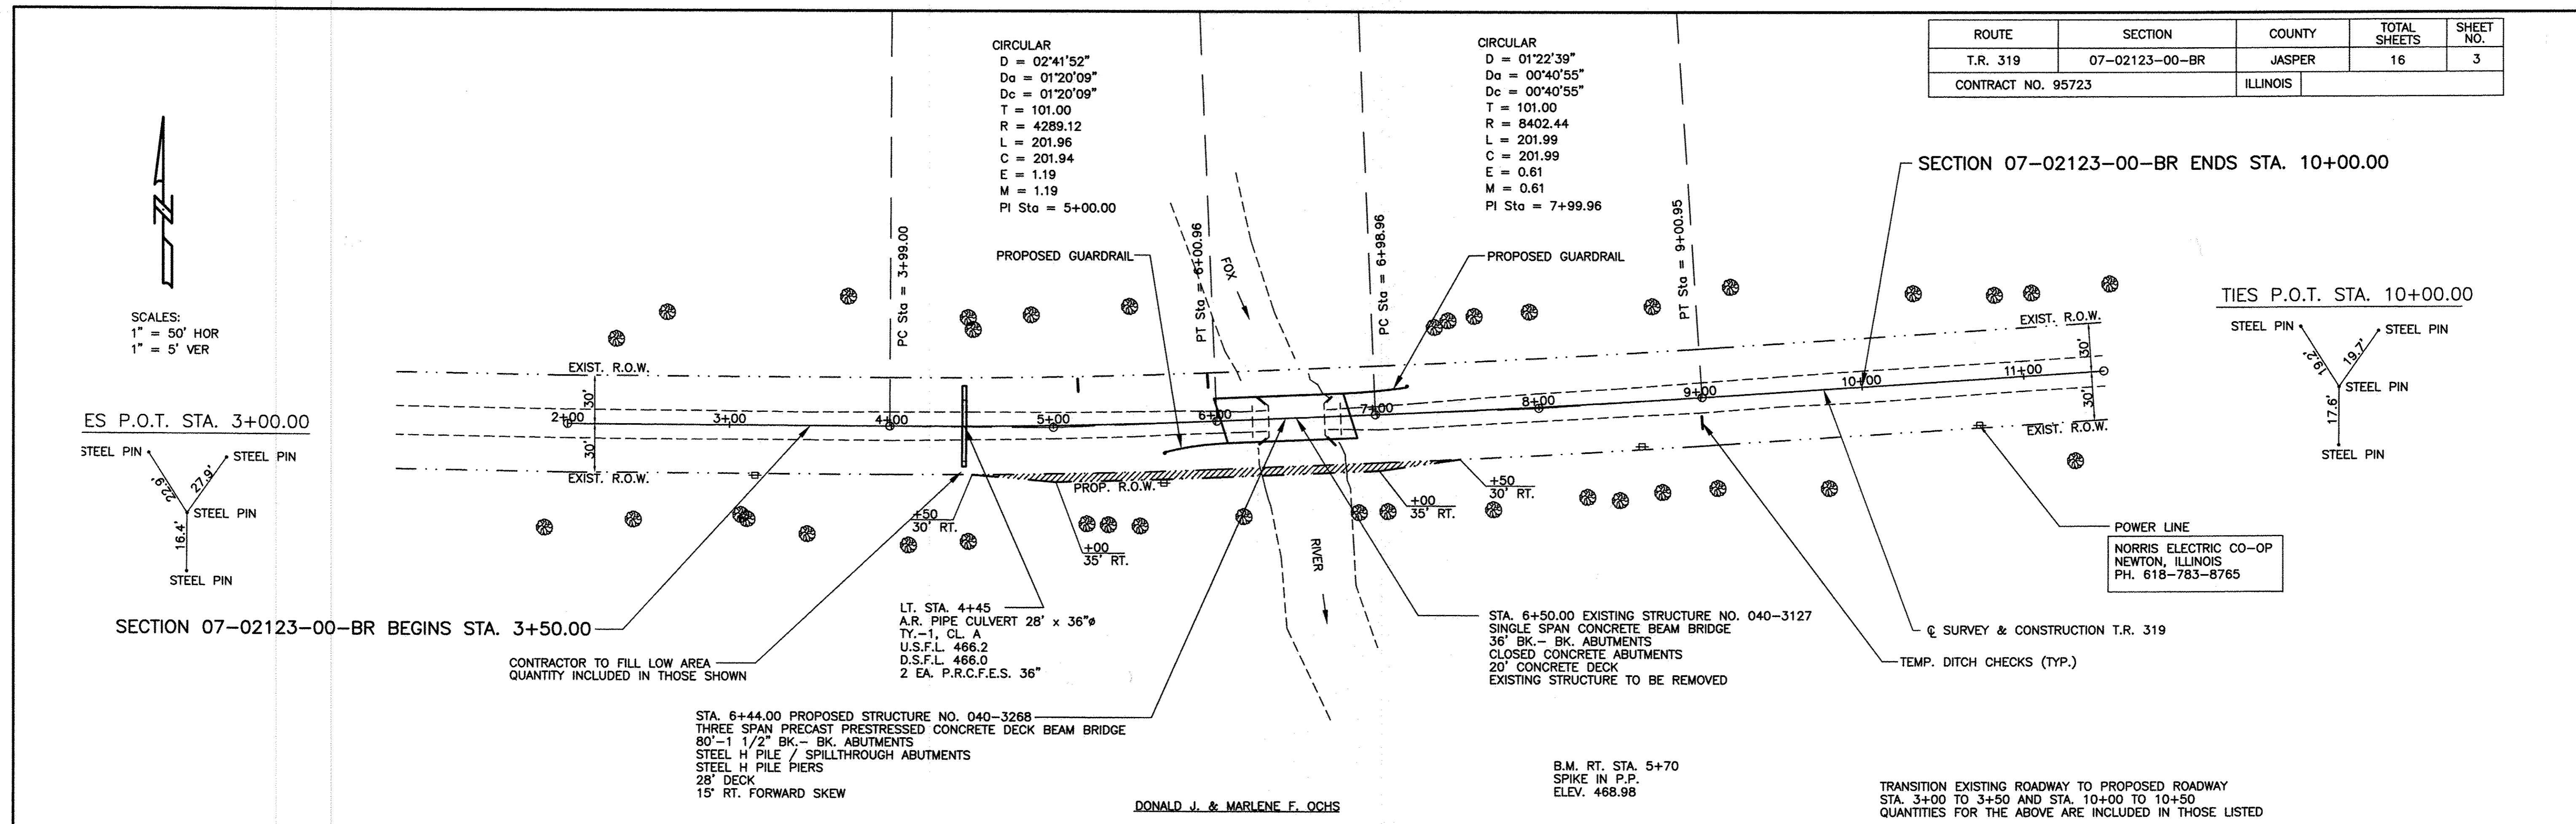 ROUTE SECTION COUNTY TOTAL SHEETS SHEET NO.
T.R. 319 07-02123-00-BR JASPER 16 3
CONTRACT NO. 95723 ILLINOIS
CIRCULAR
D = 02°41'52"
Da = 01°20'09"
Dc = 01°20'09"
T = 101.00
R = 4289.12
L = 201.96
C = 201.94
E = 1.19
M = 1.19
PI Sta = 5+00.00
CIRCULAR
D = 01°22'39"
Da = 00°40'55"
Dc = 00°40'55"
T = 101.00
R = 8402.44
L = 201.99
C = 201.99
E = 0.61
M = 0.61
PI Sta = 7+99.96
SECTION 07-02123-00-BR ENDS STA. 10+00.00
N
SCALES:
1" = 50' HOR
1" = 5' VER
PC Sta = 3+99.00
PT Sta = 6+00.96
PC Sta = 6+98.96
PT Sta = 9+00.95
PROPOSED GUARDRAIL
PROPOSED GUARDRAIL
FOX
RIVER
TIES P.O.T. STA. 10+00.00
STEEL PIN
STEEL PIN
19.2'
19.7'
STEEL PIN
17.6'
STEEL PIN
EXIST. R.O.W.
EXIST. R.O.W.
30'
30'
30'
30'
2+00
3+00
4+00
5+00
6+00
7+00
8+00
9+00
10+00
11+00
EXIST. R.O.W.
EXIST. R.O.W.
PROP. R.O.W.
ES P.O.T. STA. 3+00.00
STEEL PIN
STEEL PIN
22.9'
27.9'
STEEL PIN
16.4'
STEEL PIN
+50
30' RT.
+00
35' RT.
+00
35' RT.
+50
30' RT.
POWER LINE
NORRIS ELECTRIC CO-OP
NEWTON, ILLINOIS
PH. 618-783-8765
SECTION 07-02123-00-BR BEGINS STA. 3+50.00
CONTRACTOR TO FILL LOW AREA
QUANTITY INCLUDED IN THOSE SHOWN
LT. STA. 4+45
A.R. PIPE CULVERT 28' x 36"ø
TY.-1, CL. A
U.S.F.L. 466.2
D.S.F.L. 466.0
2 EA. P.R.C.F.E.S. 36"
STA. 6+50.00 EXISTING STRUCTURE NO. 040-3127
SINGLE SPAN CONCRETE BEAM BRIDGE
36' BK.- BK. ABUTMENTS
CLOSED CONCRETE ABUTMENTS
20' CONCRETE DECK
EXISTING STRUCTURE TO BE REMOVED
℄ SURVEY & CONSTRUCTION T.R. 319
TEMP. DITCH CHECKS (TYP.)
STA. 6+44.00 PROPOSED STRUCTURE NO. 040-3268
THREE SPAN PRECAST PRESTRESSED CONCRETE DECK BEAM BRIDGE
80'-1 1/2" BK.- BK. ABUTMENTS
STEEL H PILE / SPILLTHROUGH ABUTMENTS
STEEL H PILE PIERS
28' DECK
15° RT. FORWARD SKEW
DONALD J. & MARLENE F. OCHS
B.M. RT. STA. 5+70
SPIKE IN P.P.
ELEV. 468.98
TRANSITION EXISTING ROADWAY TO PROPOSED ROADWAY
STA. 3+00 TO 3+50 AND STA. 10+00 TO 10+50
QUANTITIES FOR THE ABOVE ARE INCLUDED IN THOSE LISTED